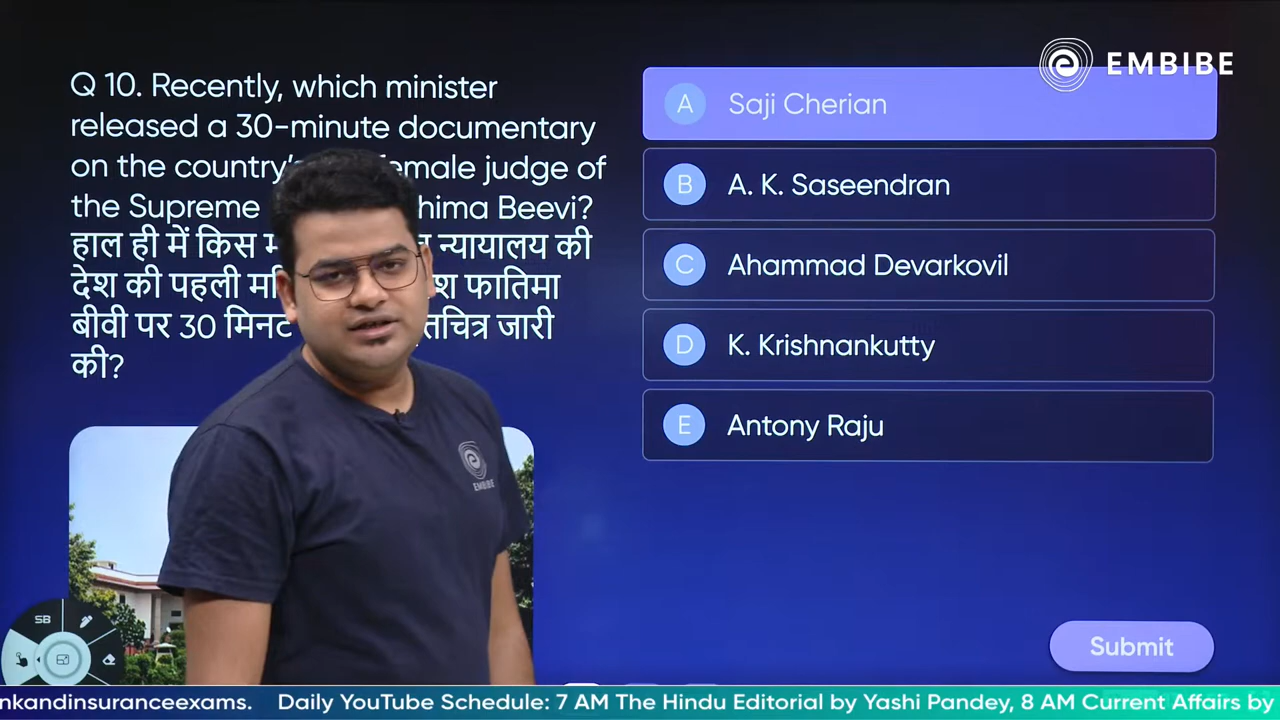 EMBIBE
Q 10. Recently, which minister
released a 30-minute documentary
on the country's female judge of
the Supreme hima Beevi?
हाल ही में किस न्यायालय की
देश की पहली फातिमा
बीवी पर 30 मिनट जारी
की?
A Saji Cherian
B A. K. Saseendran
C Ahammad Devarkovil
D K. Krishnankutty
E Antony Raju
EMBIBE
SB
Submit
nkandinsuranceexams. Daily YouTube Schedule: 7 AM The Hindu Editorial by Yashi Pandey, 8 AM Current Affairs by